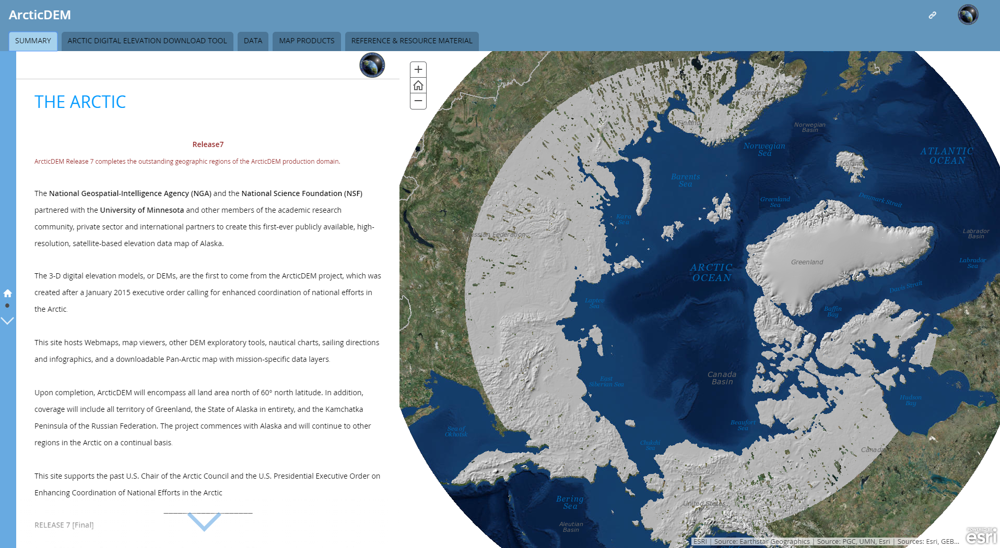 ArcticDEM
SUMMARY
ARCTIC DIGITAL ELEVATION DOWNLOAD TOOL
DATA
MAP PRODUCTS
REFERENCE & RESOURCE MATERIAL
THE ARCTIC
Release7
ArcticDEM Release 7 completes the outstanding geographic regions of the ArcticDEM production domain.
The National Geospatial-Intelligence Agency (NGA) and the National Science Foundation (NSF)
partnered with the University of Minnesota and other members of the academic research
community, private sector and international partners to create this first-ever publicly available, high-
resolution, satellite-based elevation data map of Alaska.
The 3-D digital elevation models, or DEMs, are the first to come from the ArcticDEM project, which was
created after a January 2015 executive order calling for enhanced coordination of national efforts in
the Arctic.
This site hosts Webmaps, map viewers, other DEM exploratory tools, nautical charts, sailing directions
and infographics, and a downloadable Pan-Arctic map with mission-specific data layers.
Upon completion, ArcticDEM will encompass all land area north of 60° north latitude. In addition,
coverage will include all territory of Greenland, the State of Alaska in entirety, and the Kamchatka
Peninsula of the Russian Federation. The project commences with Alaska and will continue to other
regions in the Arctic on a continual basis.
This site supports the past U.S. Chair of the Arctic Council and the U.S. Presidential Executive Order on
Enhancing Coordination of National Efforts in the Arctic
RELEASE 7 [Final]
Sweden
Finland
Norwegian
Basin
Norwegian
Sea
ATLANTIC
OCEAN
Iceland
Barents
Sea
Greenland
Sea
Denmark Strait
Kara
Sea
ssian Federation
Labrador
Basin
Labrador
Sea
Greenland
ARCTIC
OCEAN
Davis Strait
Laptev
Sea
Baffin
Bay
East
Siberian Sea
Canada
Basin
Hudson
Bay
Sea of
Okhotsk
Beaufort
Sea
Chukchi
Sea
Canada
Bering
Sea
United States
Aleutian
Basin
ESRI | Source: Earthstar Geographics | Source: PGC, UMN, Esri | Sources: Esri, GEB...
POWERED BY
esri